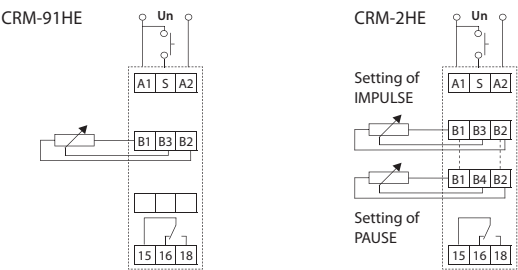 CRM-91HE
Un
A1 S A2
B1 B3 B2
15 16 18
CRM-2HE
Un
Setting of
IMPULSE
A1 S A2
B1 B3 B2
B1 B4 B2
Setting of
PAUSE
15 16 18